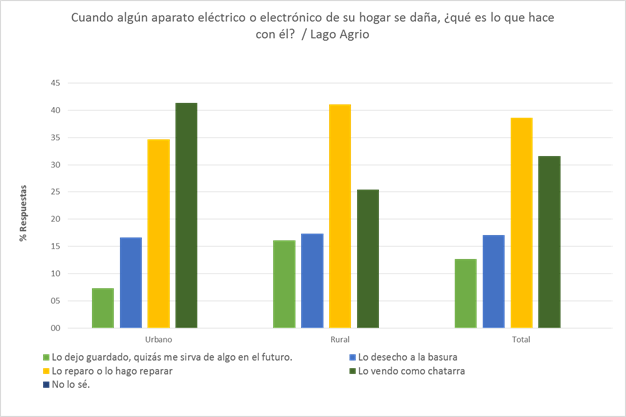 Cuando algún aparato eléctrico o electrónico de su hogar se daña, ¿qué es lo que hace
con él?  / Lago Agrio
45
40
35
30
25
20
15
10
05
00
% Respuestas
Urbano Rural Total
Lo dejo guardado, quizás me sirva de algo en el futuro. Lo desecho a la basura
Lo reparo o lo hago reparar Lo vendo como chatarra
No lo sé.